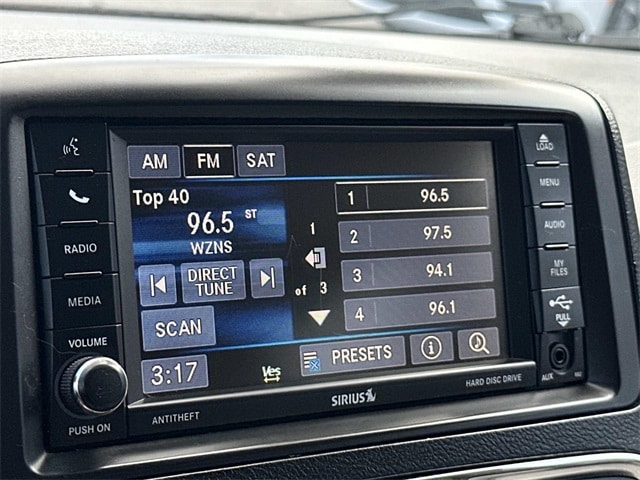 AM FM SAT
Top 40
96.5 ST
WZNS
DIRECT
TUNE
SCAN
3:17
1
of 3
1 96.5
2 97.5
3 94.1
4 96.1
Yes
PRESETS
i
RADIO
MEDIA
VOLUME
PUSH ON
ANTITHEFT
SIRIUS
HARD DISC DRIVE
LOAD
MENU
AUDIO
MY
FILES
PULL
AUX